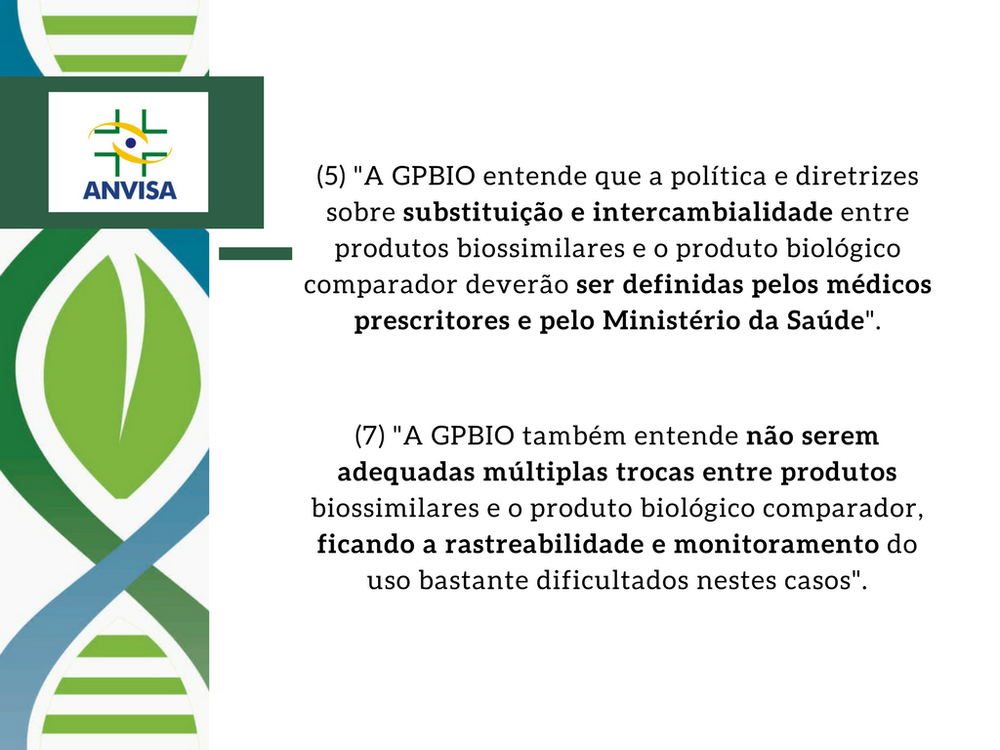 ANVISA
(5) "A GPBIO entende que a política e diretrizes
sobre substituição e intercambialidade entre
produtos biossimilares e o produto biológico
comparador deverão ser definidas pelos médicos
prescritores e pelo Ministério da Saúde".
(7) "A GPBIO também entende não serem
adequadas múltiplas trocas entre produtos
biossimilares e o produto biológico comparador,
ficando a rastreabilidade e monitoramento do
uso bastante dificultados nestes casos".